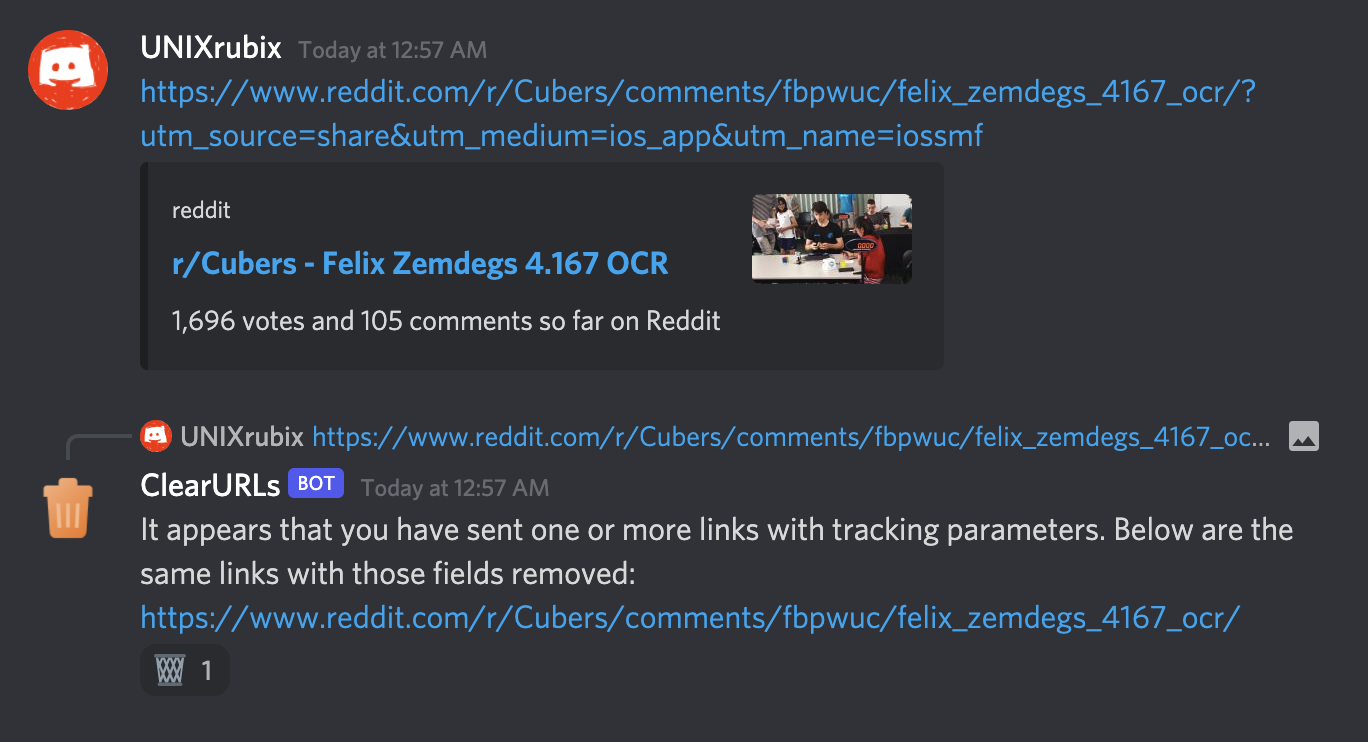 UNIXrubix Today at 12:57 AM
https://www.reddit.com/r/Cubers/comments/fbpwuc/felix_zemdegs_4167_ocr/?
utm_source=share&utm_medium=ios_app&utm_name=iossmf
reddit
r/Cubers - Felix Zemdegs 4.167 OCR
1,696 votes and 105 comments so far on Reddit
UNIXrubix https://www.reddit.com/r/Cubers/comments/fbpwuc/felix_zemdegs_4167_oc...
ClearURLs BOT Today at 12:57 AM
It appears that you have sent one or more links with tracking parameters. Below are the
same links with those fields removed:
https://www.reddit.com/r/Cubers/comments/fbpwuc/felix_zemdegs_4167_ocr/
1